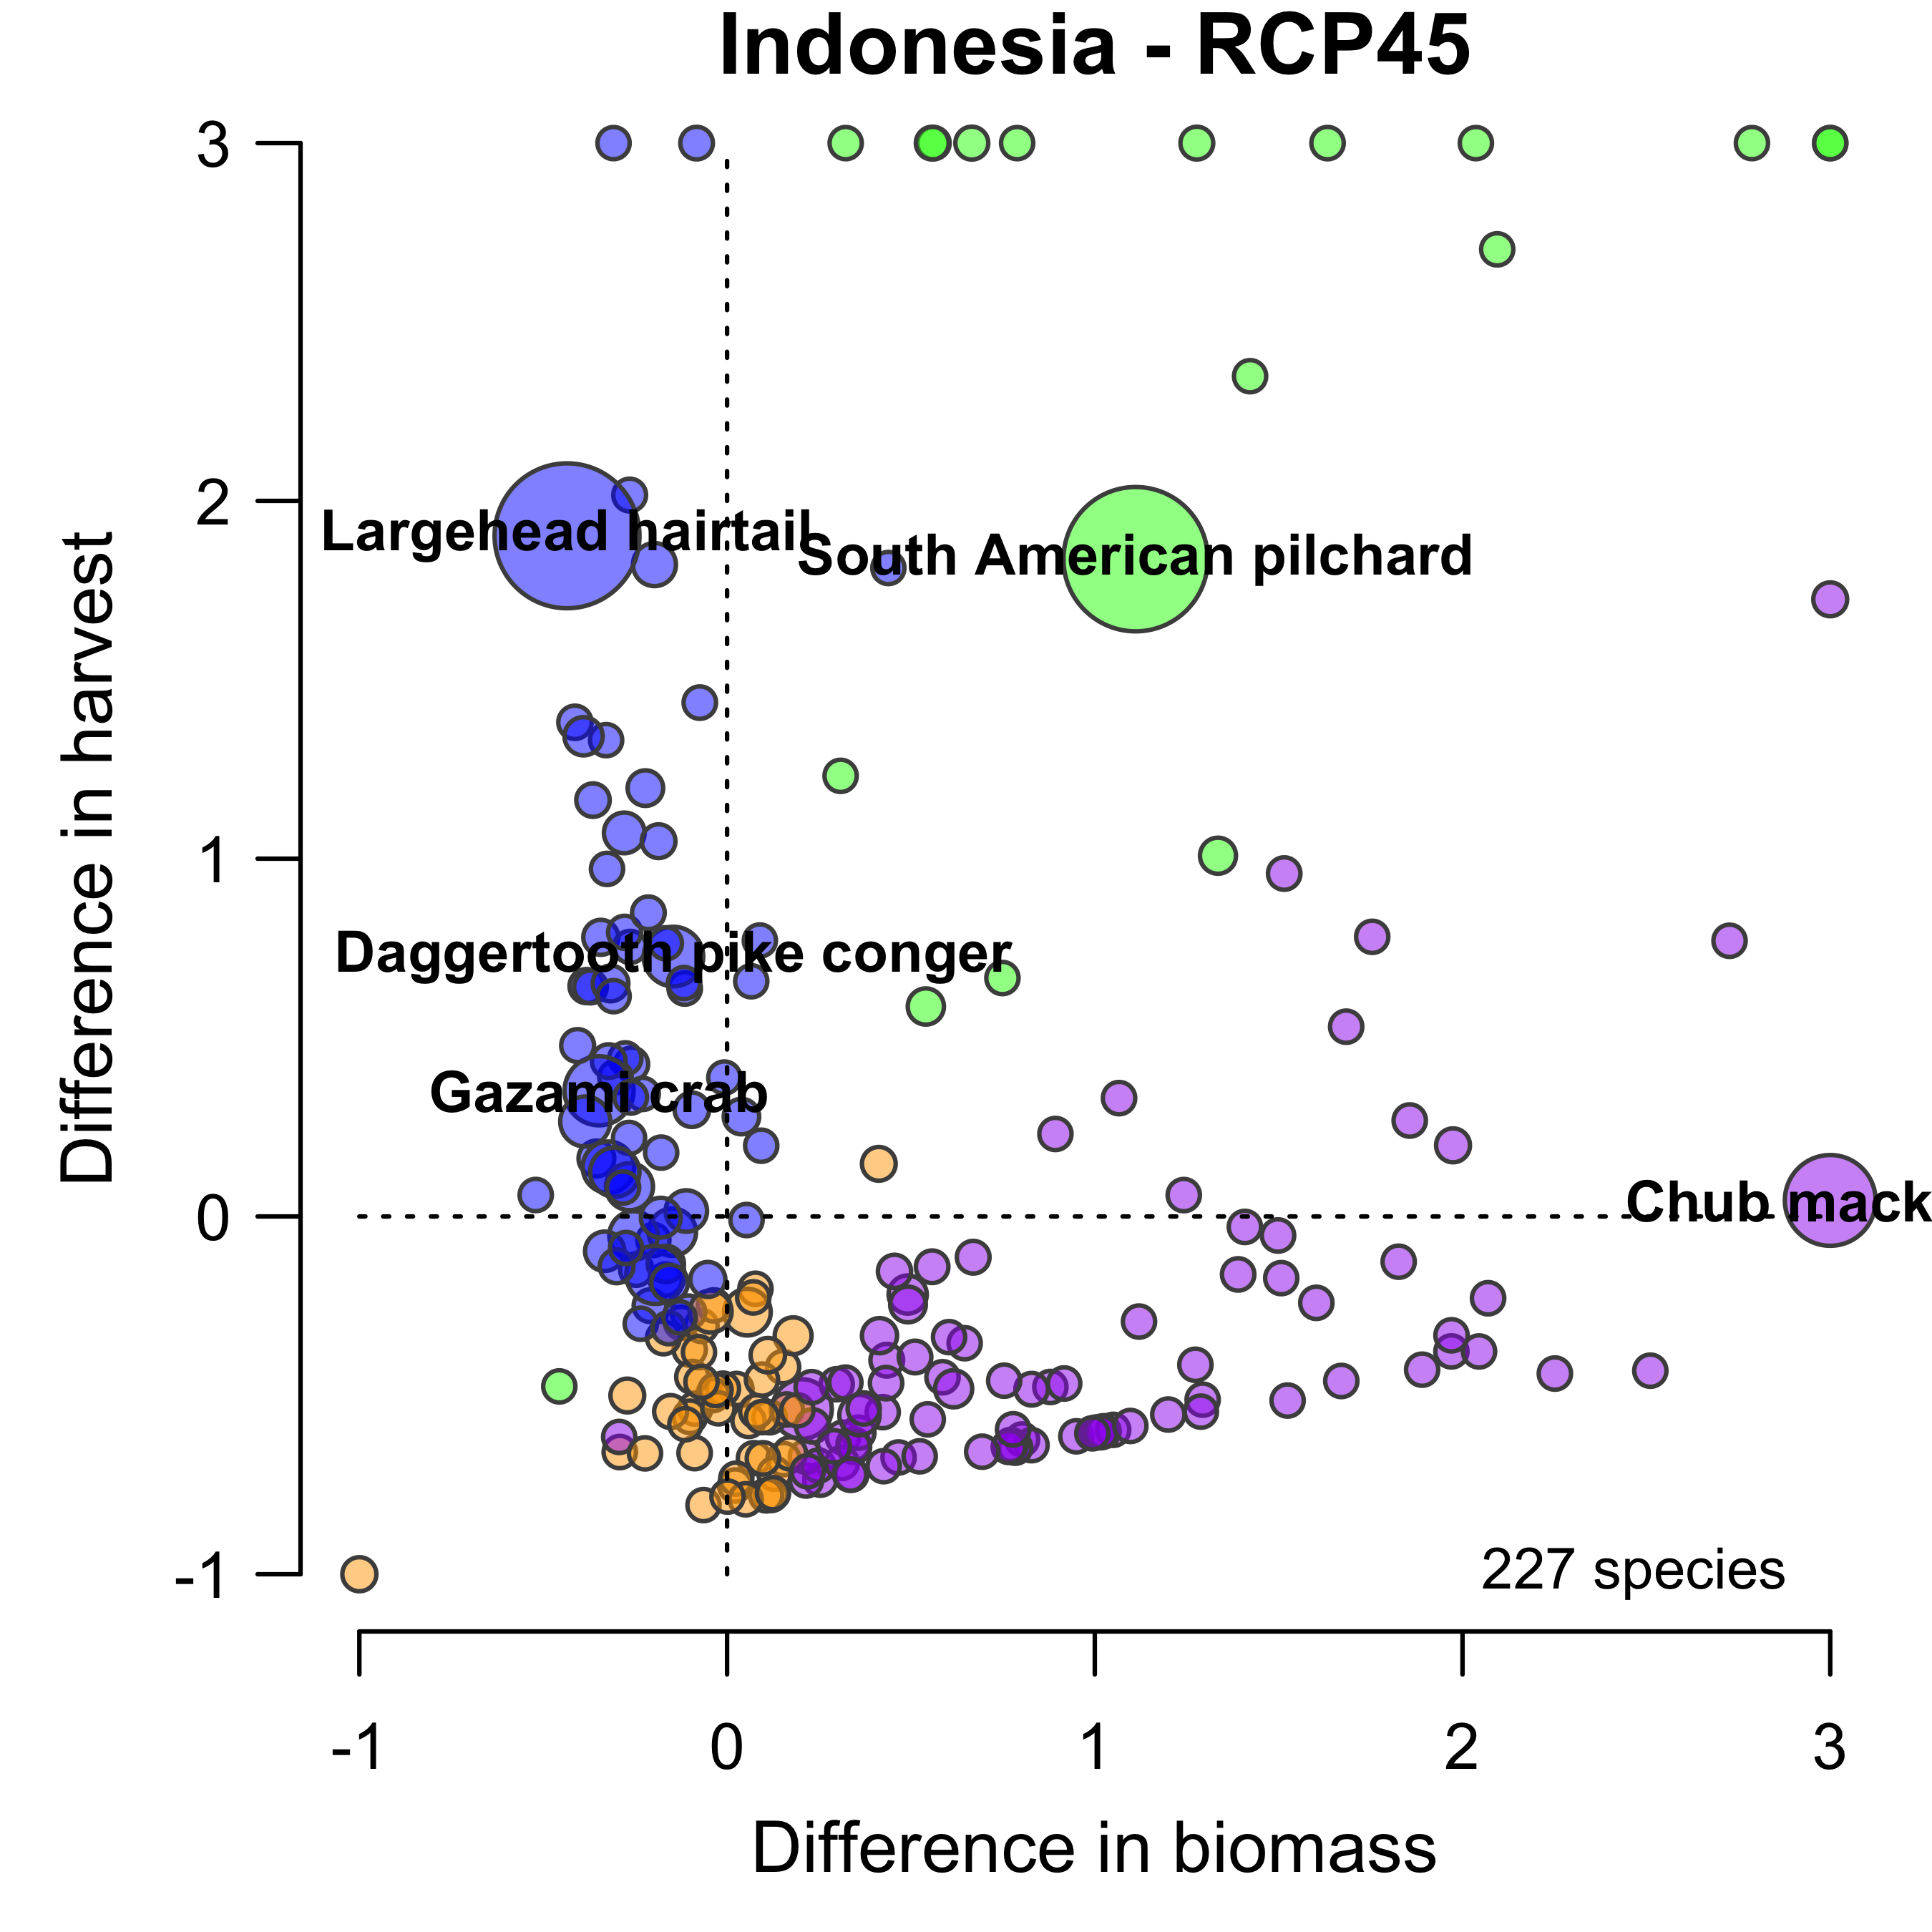 Indonesia - RCP45
3
2
1
0
-1
Difference in harvest
Largehead hairtail
South American pilchard
Daggertooth pike conger
Gazami crab
Chub mack
227 species
-1
0
1
2
3
Difference in biomass